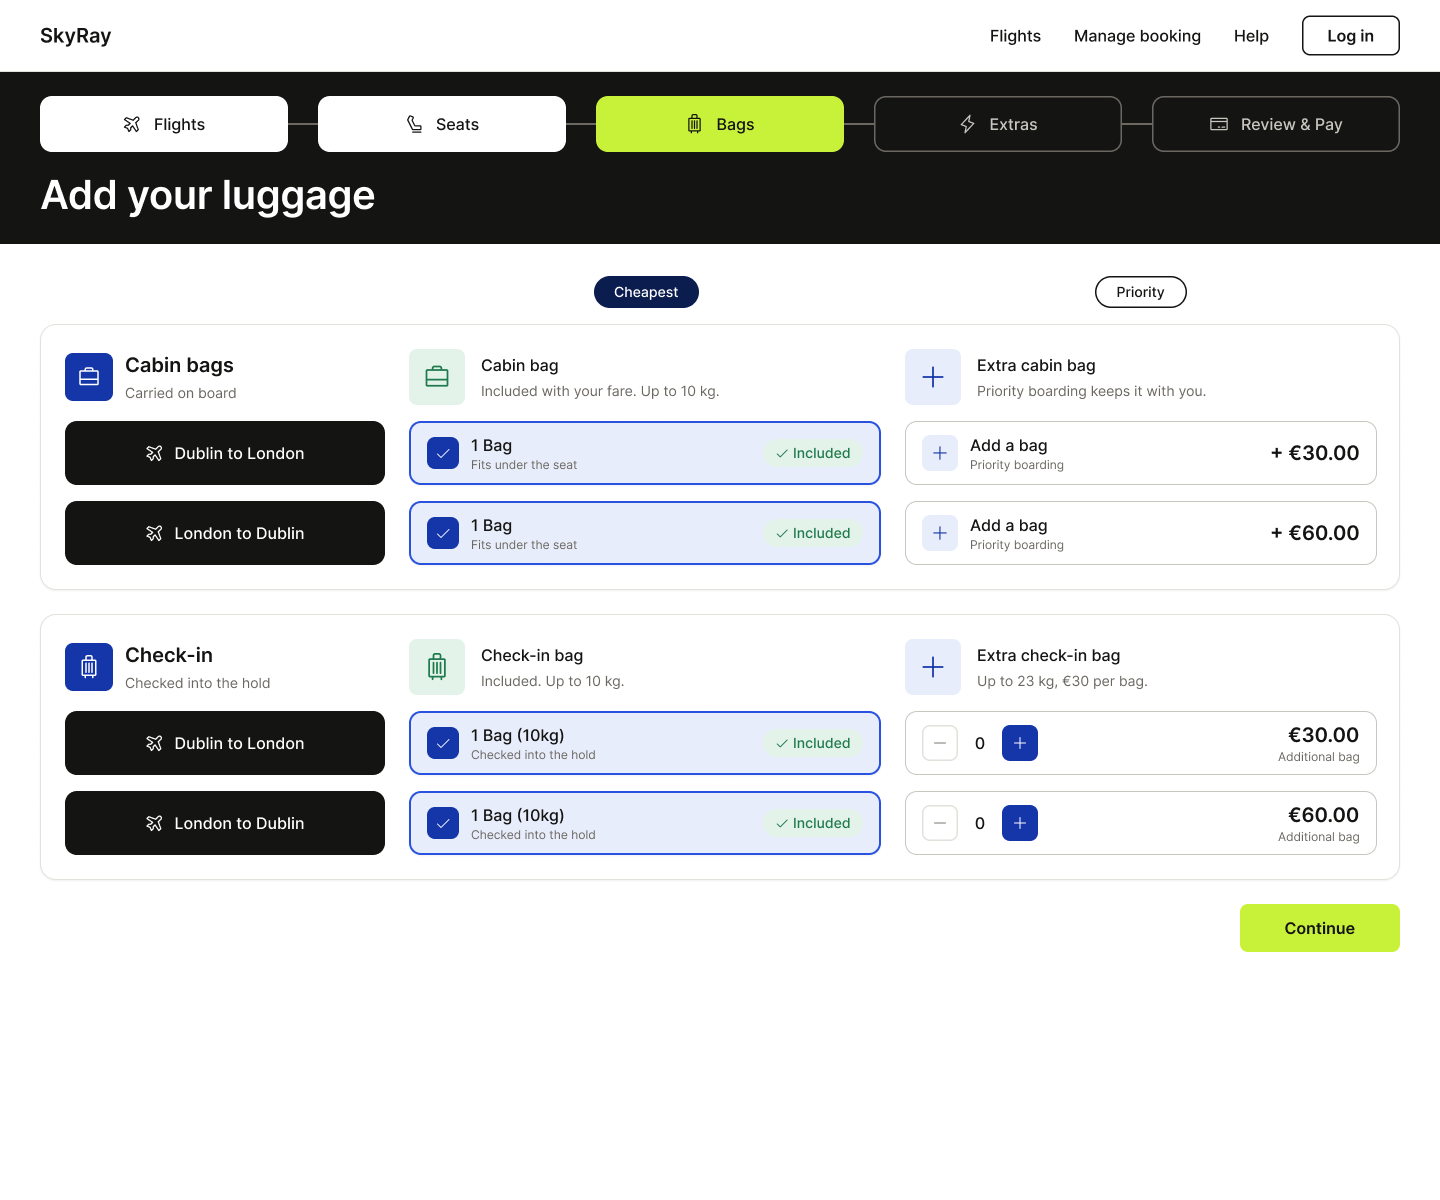 SkyRay
Flights
Manage booking
Help
Log in
Flights
Seats
Bags
Extras
Review & Pay
Add your luggage
Cheapest
Priority
Cabin bags
Carried on board
Cabin bag
Included with your fare. Up to 10 kg.
Extra cabin bag
Priority boarding keeps it with you.
Dublin to London
1 Bag
Fits under the seat
Included
Add a bag
Priority boarding
+ €30.00
London to Dublin
1 Bag
Fits under the seat
Included
Add a bag
Priority boarding
+ €60.00
Check-in
Checked into the hold
Check-in bag
Included. Up to 10 kg.
Extra check-in bag
Up to 23 kg, €30 per bag.
Dublin to London
1 Bag (10kg)
Checked into the hold
Included
0
€30.00
Additional bag
London to Dublin
1 Bag (10kg)
Checked into the hold
Included
0
€60.00
Additional bag
Continue